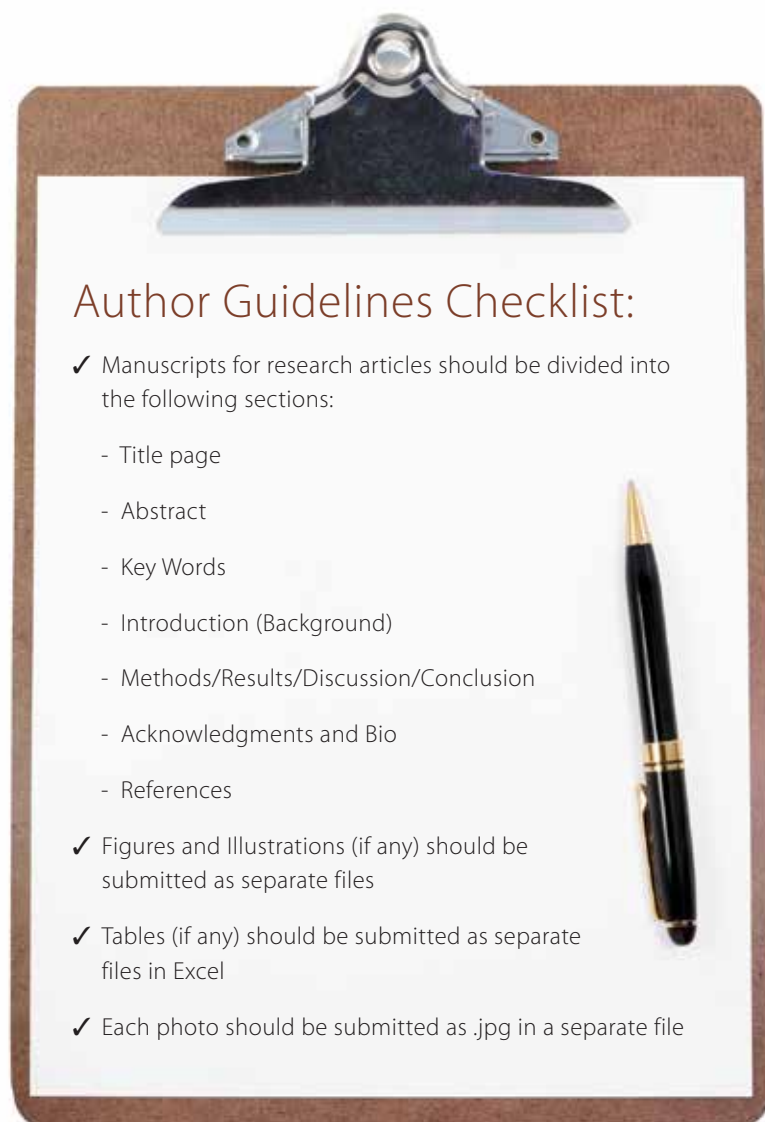 Author Guidelines Checklist:
✓ Manuscripts for research articles should be divided into
the following sections:
- Title page
- Abstract
- Key Words
- Introduction (Background)
- Methods/Results/Discussion/Conclusion
- Acknowledgments and Bio
- References
✓ Figures and Illustrations (if any) should be
submitted as separate files
✓ Tables (if any) should be submitted as separate
files in Excel
✓ Each photo should be submitted as .jpg in a separate file